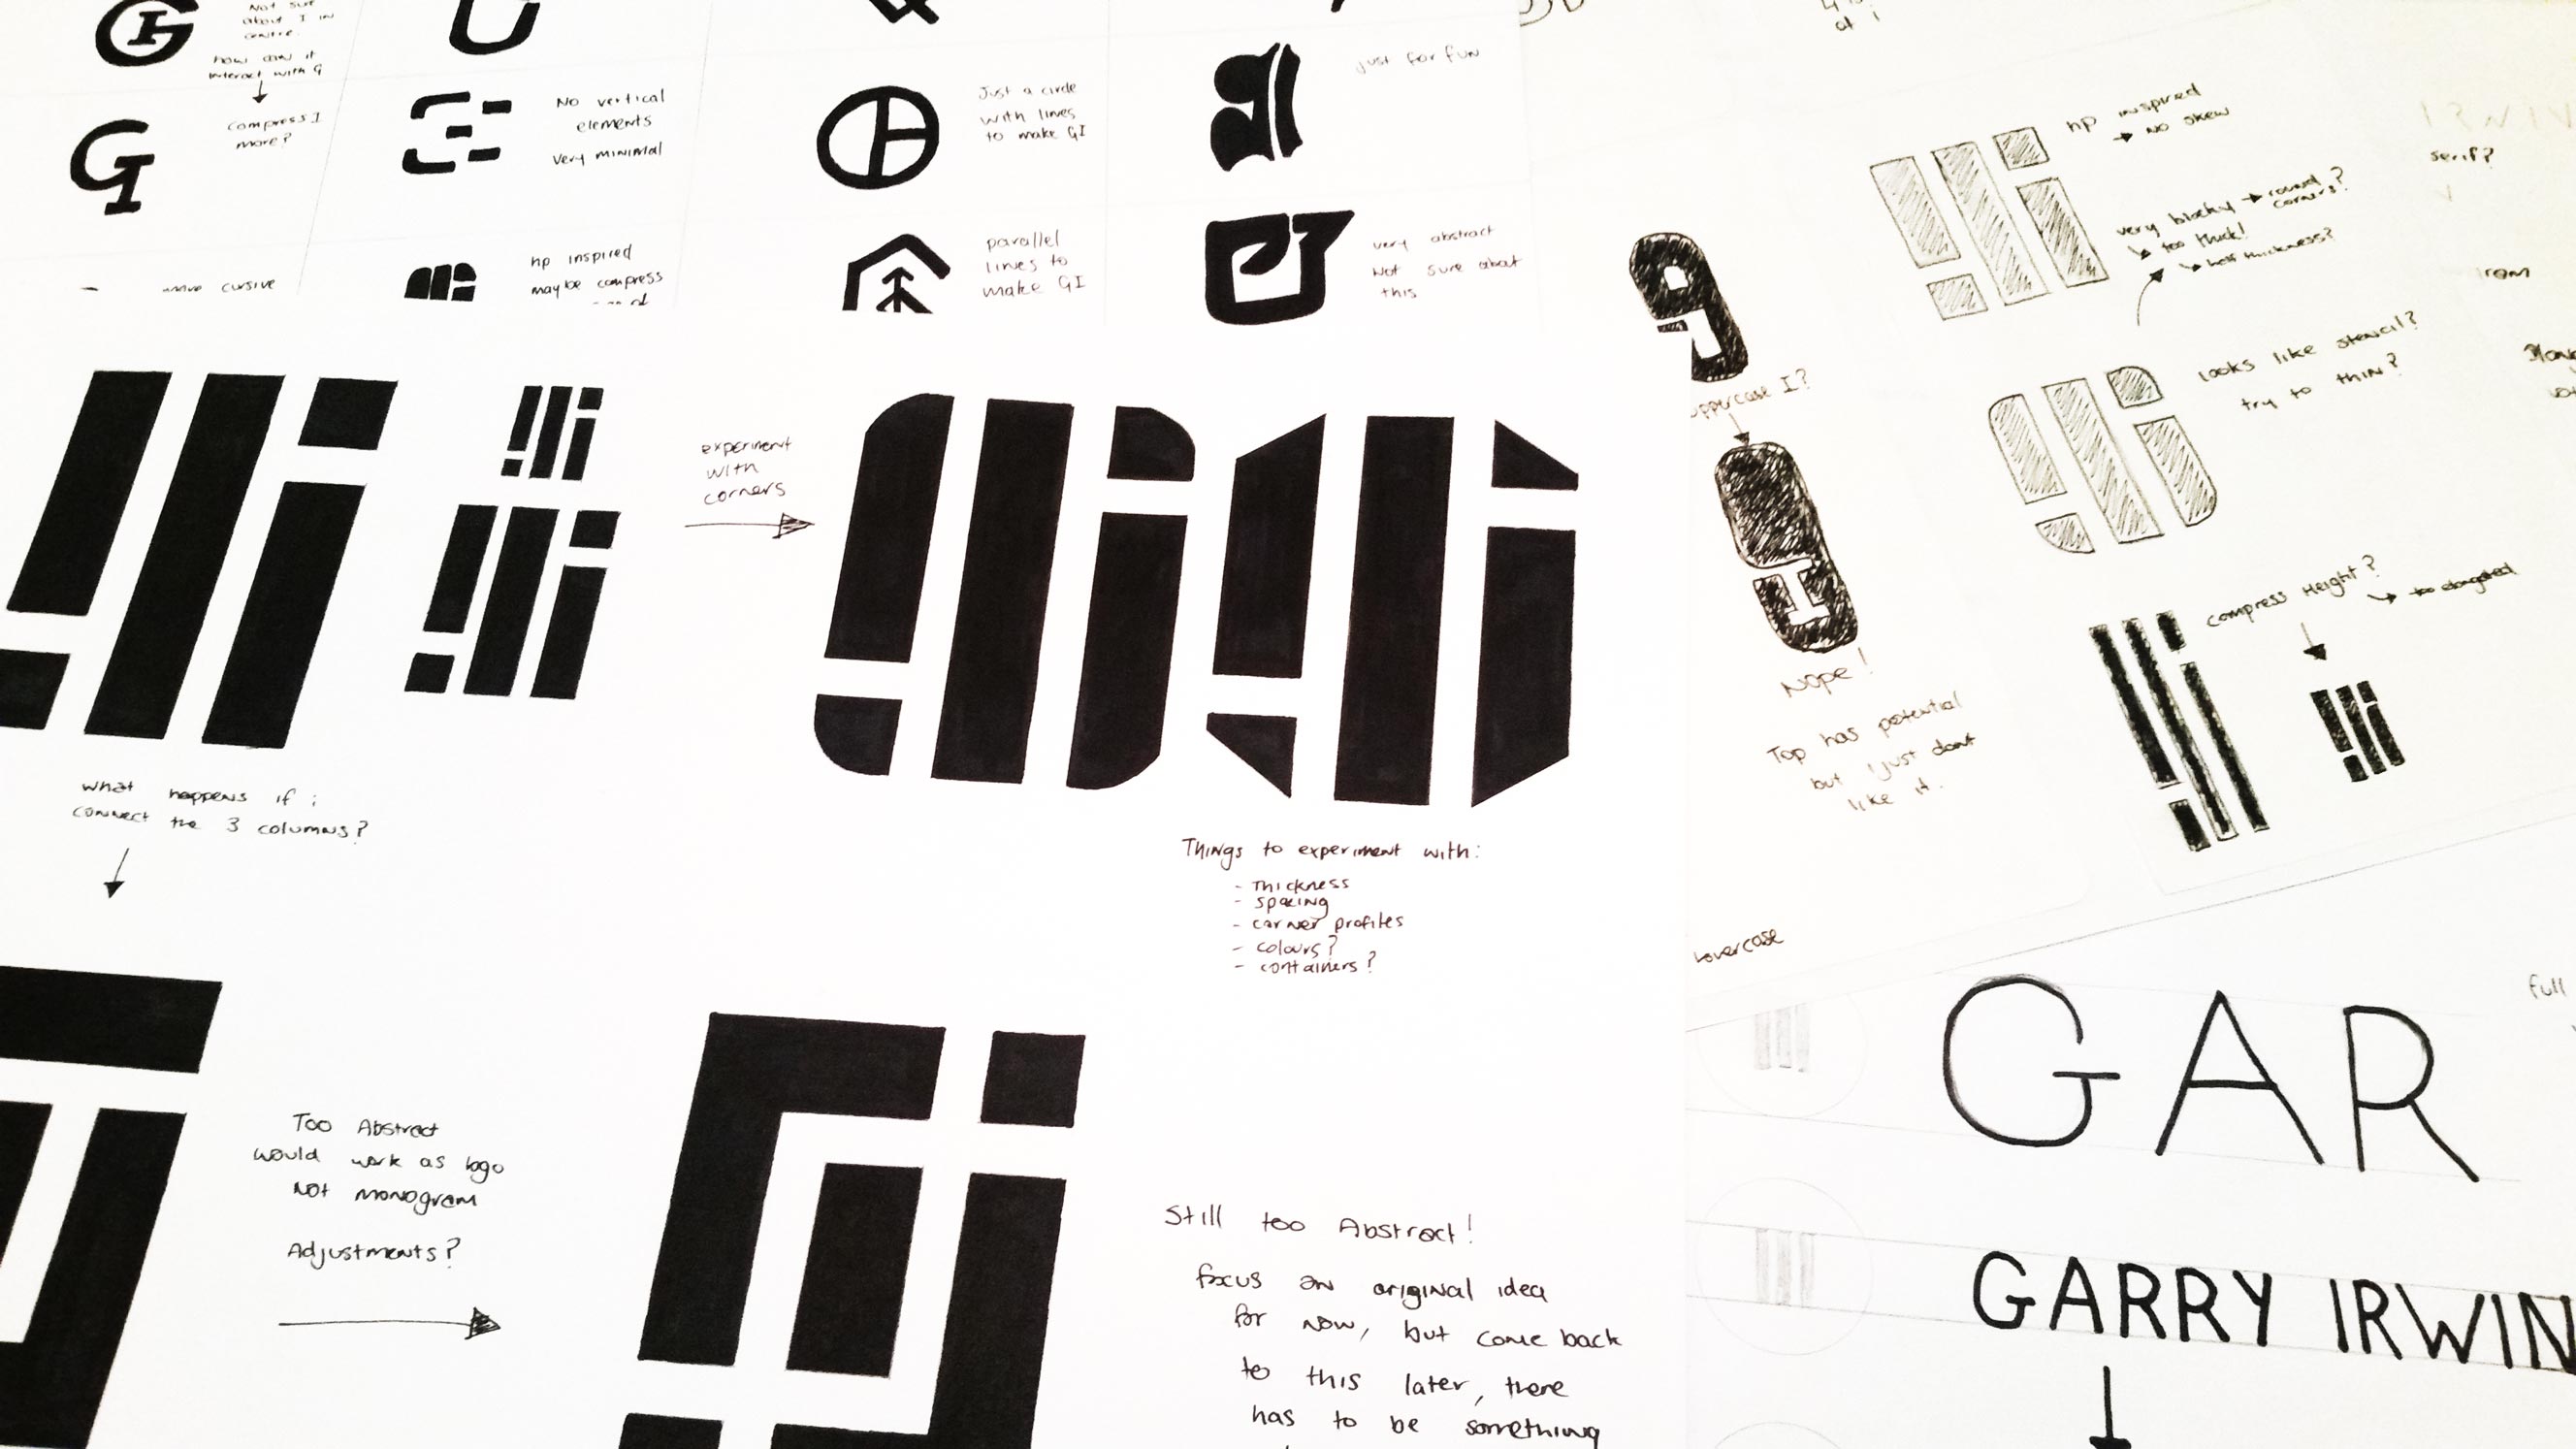 Not sure
about I in
centre.
how can it
interact with G
Compress I
more?
No vertical
elements
very minimal
Just a circle
with lines
to make GI
just for fun
more cursive
hp inspired
maybe compress
parallel
lines to
make GI
very abstract
Not sure about
this
experiment
with
corners
what happens if i
connect the 3 columns?
Things to experiment with:
- Thickness
- spacing
- corner profiles
- colours?
- containers?
Too Abstract
would work as logo
Not monogram
Adjustments?
Still too Abstract!
focus on original idea
for now, but come back
to this later, there
has to be something
at
hp inspired
→ No skew
serif?
very blocky → round corners?
too thick!
half thickness?
looks like stencil?
try to thin?
uppercase I?
Nope!
Top has potential
but i just dont
like it.
compress Height?
too elongated
lowercase
full
GAR
GARRY IRWIN